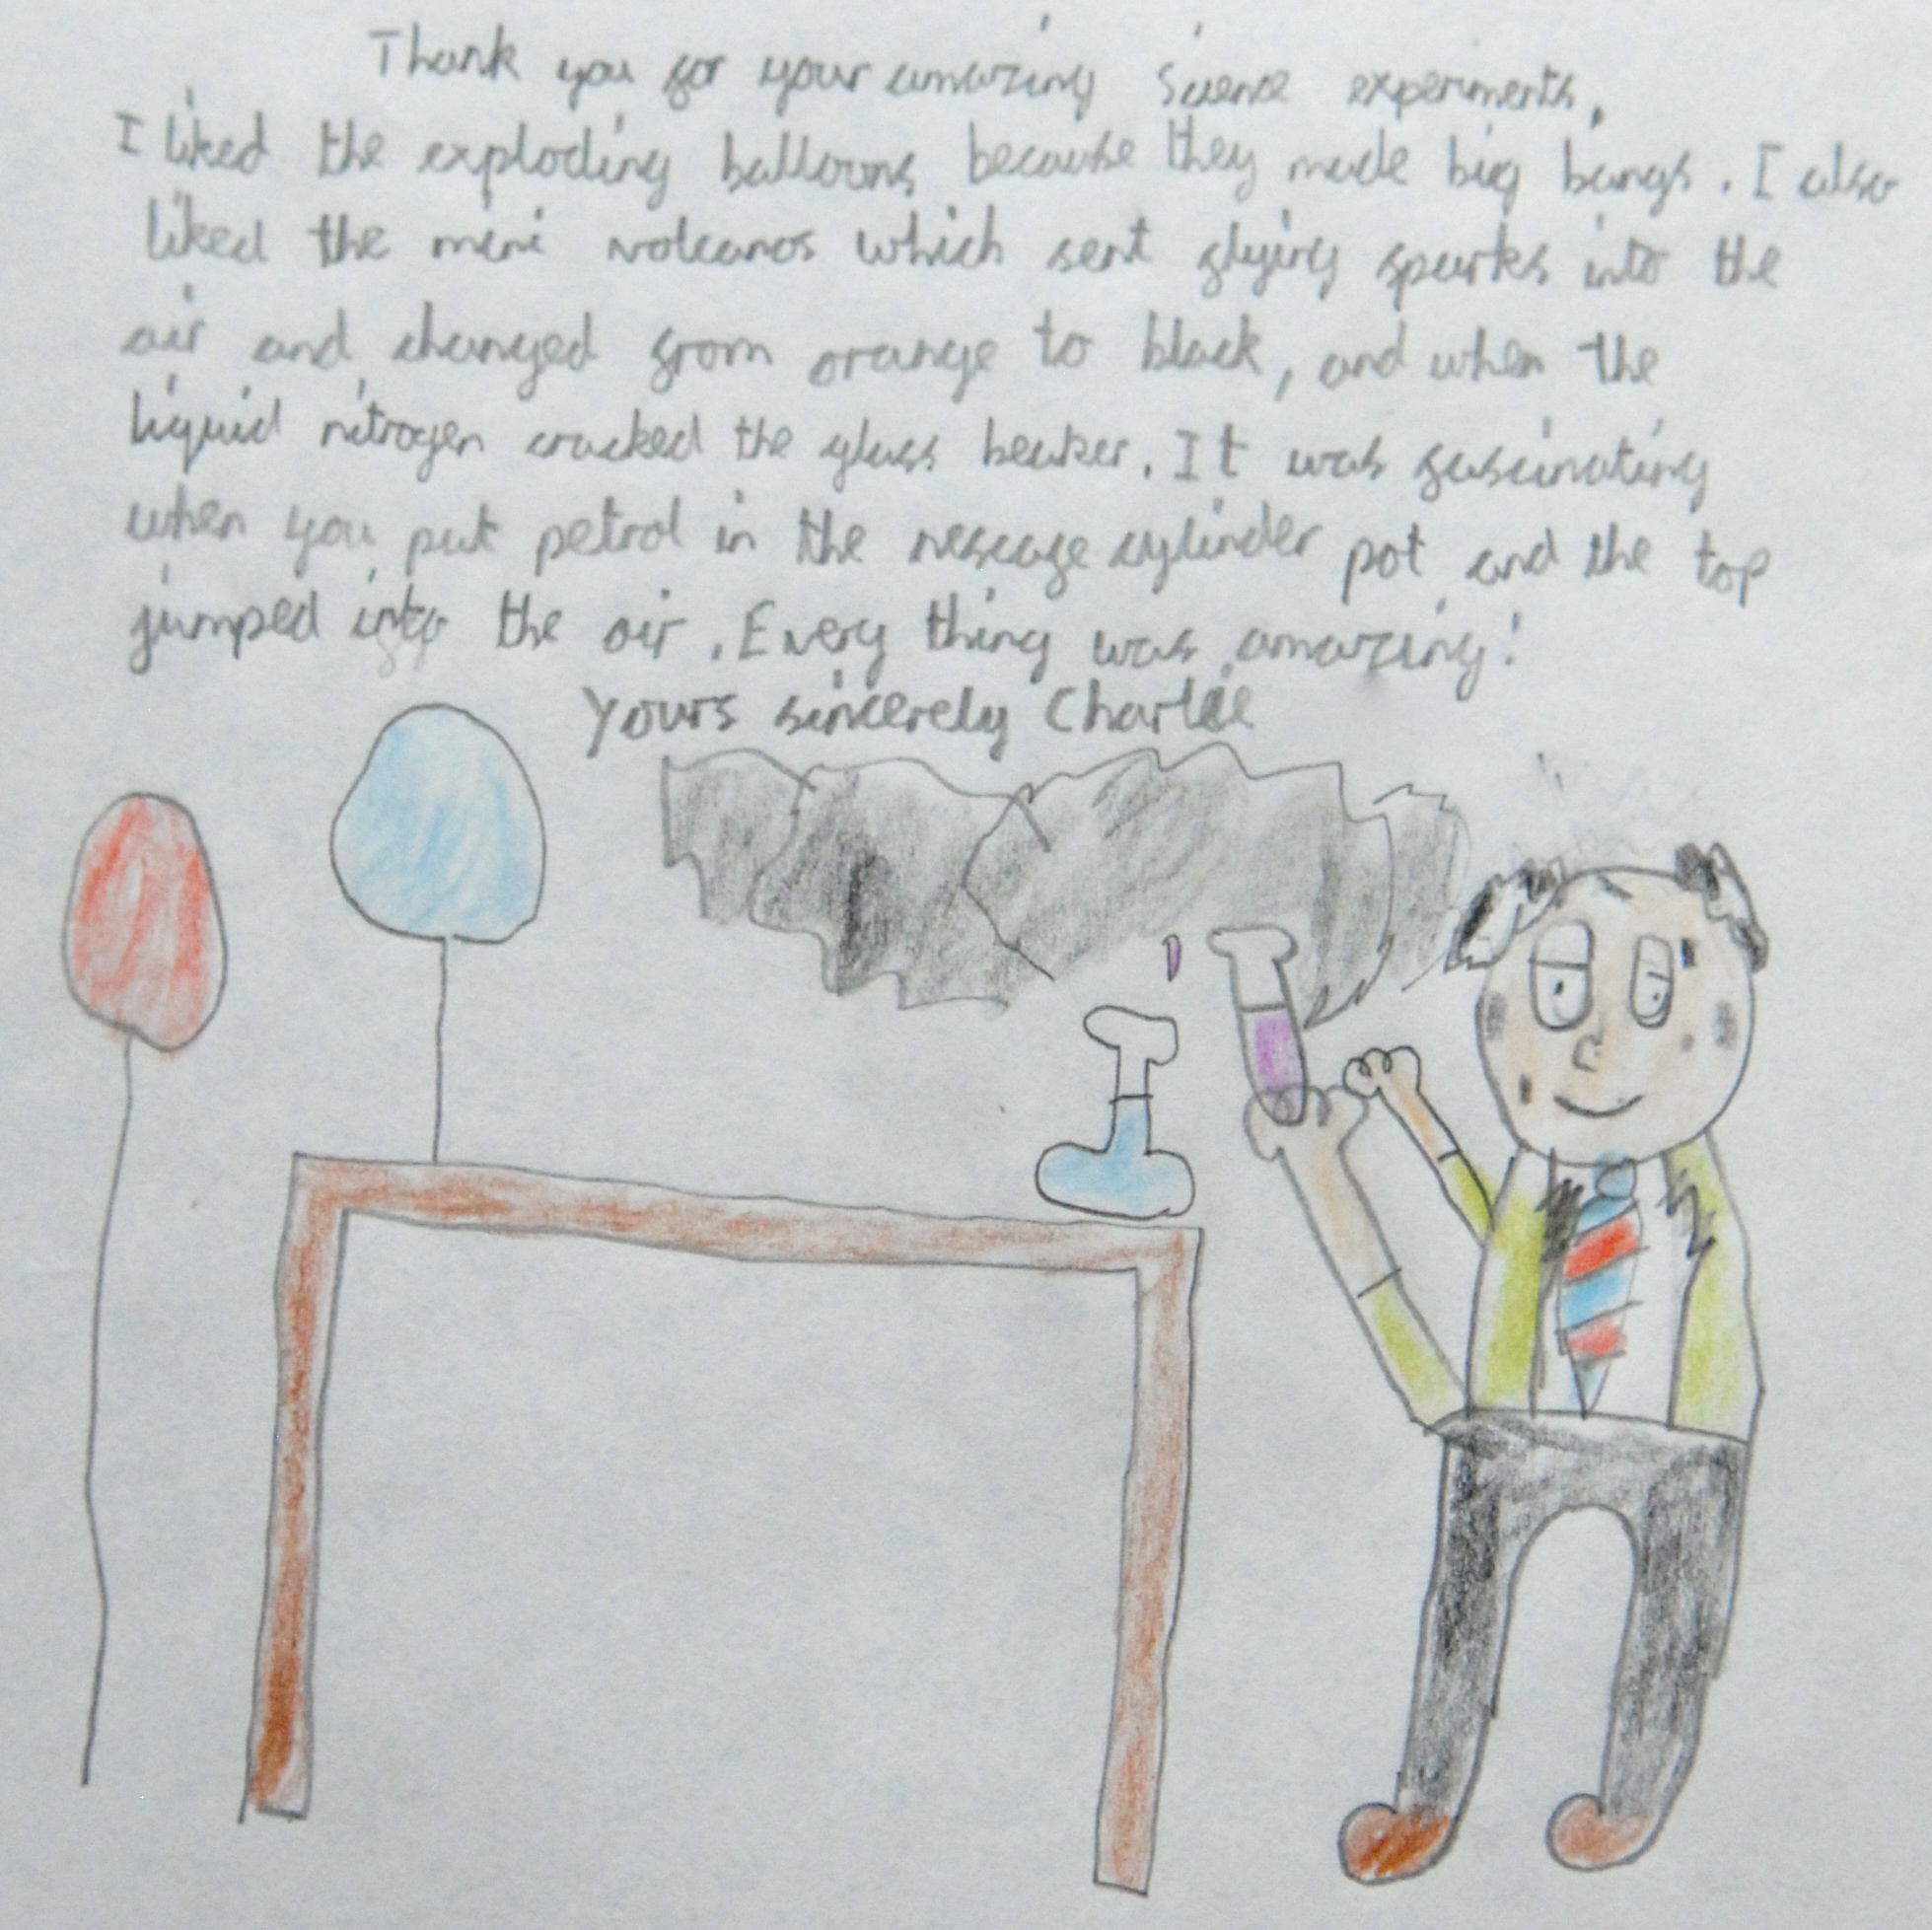 Thank you for your amazing Science experiments.
I liked the exploding balloons because they made big bangs. I also
liked the mini volcanos which sent flying sparks into the
air and changed from orange to black, and when the
liquid nitrogen cracked the glass beaker. It was fascinating
when you put petrol in the nescafe cylinder pot and the top
jumped into the air. Every thing was amazing!
Yours sincerely Charlie